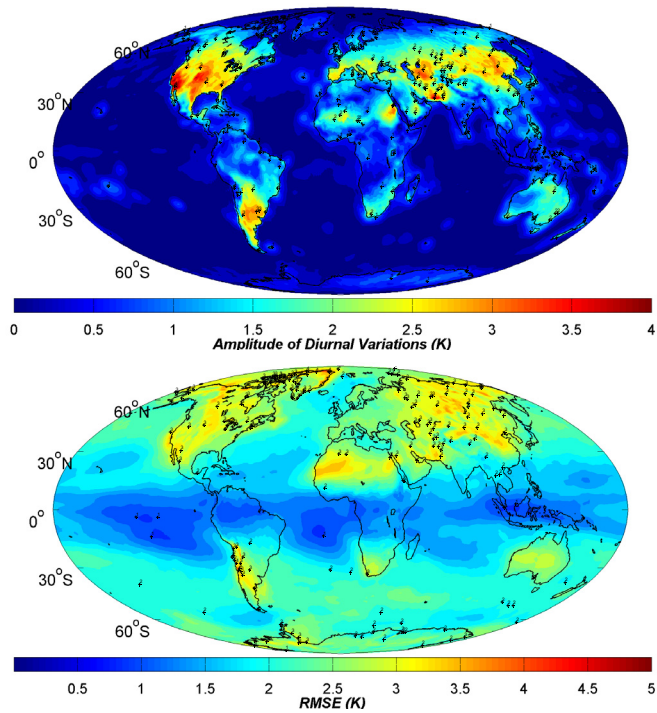 60°N
30°N
0°
30°S
60°S
0 0.5 1 1.5 2 2.5 3 3.5 4
Amplitude of Diurnal Variations (K)
60°N
30°N
0°
30°S
60°S
0.5 1 1.5 2 2.5 3 3.5 4 4.5 5
RMSE (K)